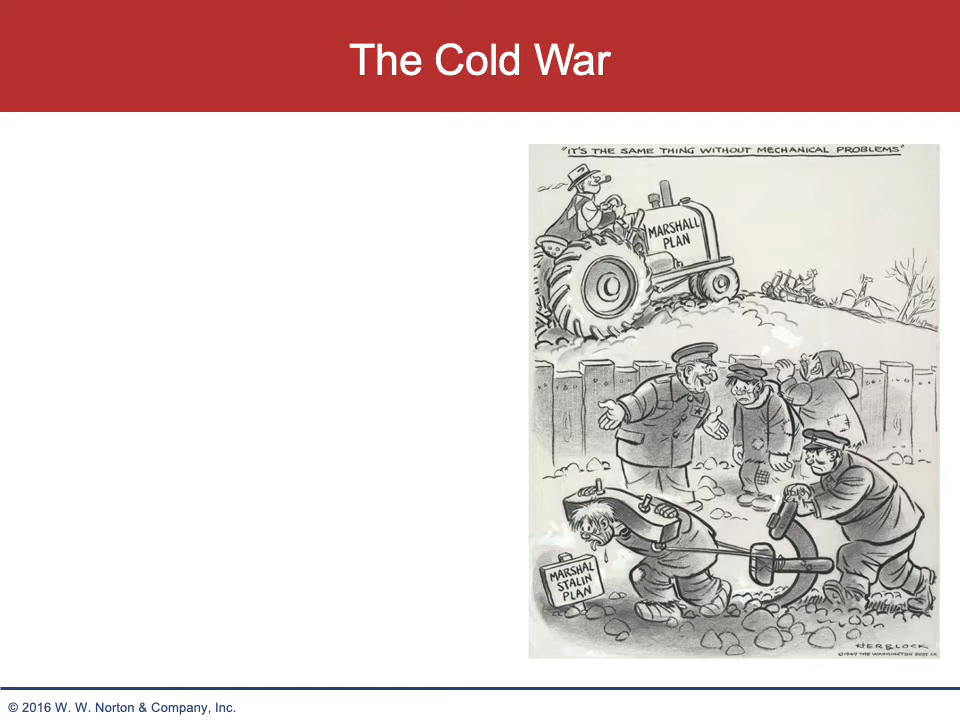 The Cold War
"IT'S THE SAME THING WITHOUT MECHANICAL PROBLEMS"
MARSHALL
PLAN
MARSHAL
STALIN
PLAN
HERBLOCK
©1949 THE WASHINGTON POST CO.
© 2016 W. W. Norton & Company, Inc.